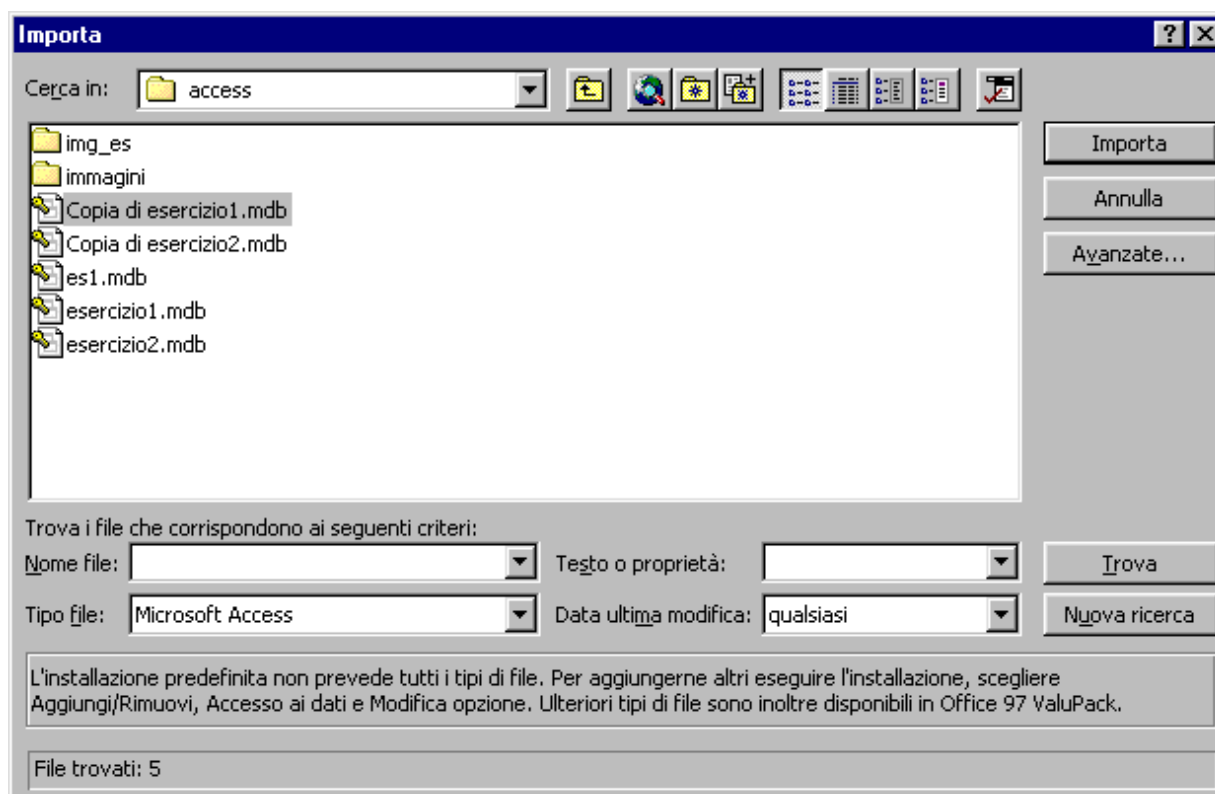 Importa
Cerca in: access
img_es
immagini
Copia di esercizio1.mdb
Copia di esercizio2.mdb
es1.mdb
esercizio1.mdb
esercizio2.mdb
Importa
Annulla
Avanzate...
Trova i file che corrispondono ai seguenti criteri:
Nome file: Testo o proprietà: Trova
Tipo file: Microsoft Access Data ultima modifica: qualsiasi Nuova ricerca
L'installazione predefinita non prevede tutti i tipi di file. Per aggiungerne altri eseguire l'installazione, scegliere
Aggiungi/Rimuovi, Accesso ai dati e Modifica opzione. Ulteriori tipi di file sono inoltre disponibili in Office 97 ValuPack.
File trovati: 5